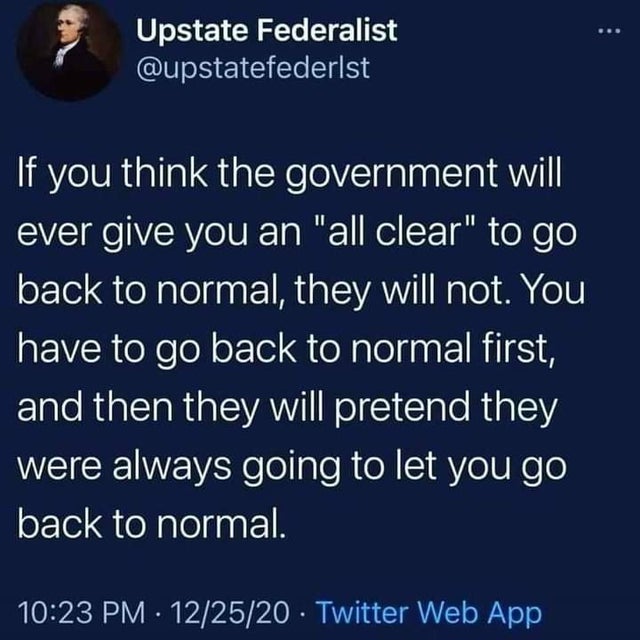 Upstate Federalist
@upstatefederlst
If you think the government will
ever give you an "all clear" to go
back to normal, they will not. You
have to go back to normal first,
and then they will pretend they
were always going to let you go
back to normal.
10:23 PM · 12/25/20 · Twitter Web App